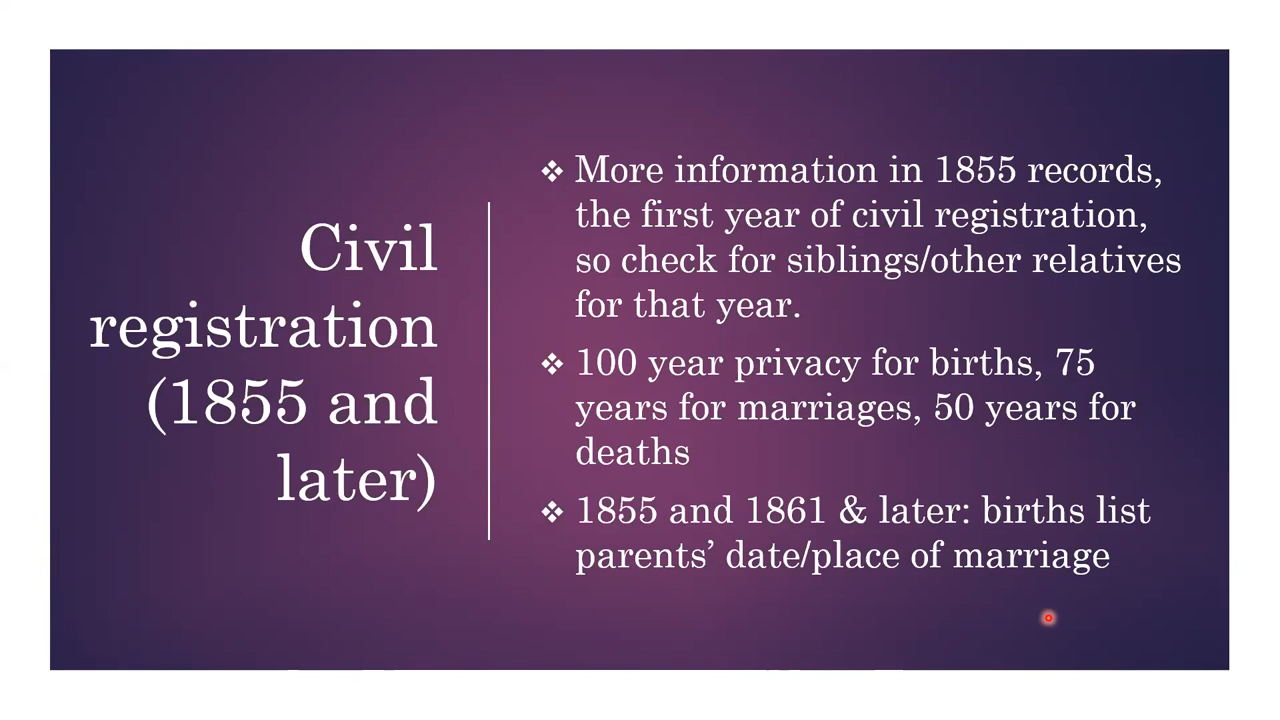 Civil
registration
(1855 and
later)
❖ More information in 1855 records,
the first year of civil registration,
so check for siblings/other relatives
for that year.
❖ 100 year privacy for births, 75
years for marriages, 50 years for
deaths
❖ 1855 and 1861 & later: births list
parents’ date/place of marriage